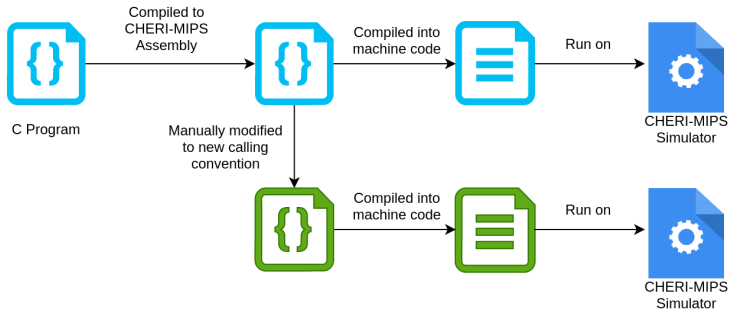 Compiled to
CHERI-MIPS
Assembly
Compiled into
machine code
Run on
C Program
CHERI-MIPS
Simulator
Manually modified
to new calling
convention
Compiled into
machine code
Run on
CHERI-MIPS
Simulator